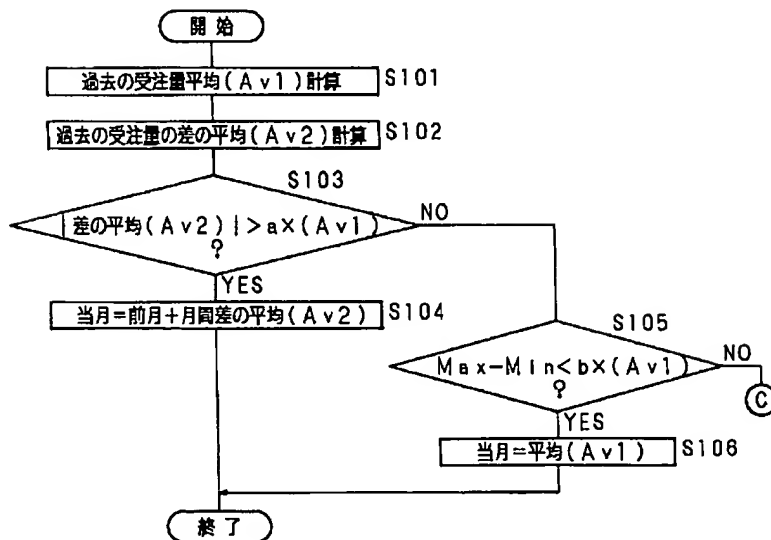 開始
過去の受注量平均(Av1)計算
S101
過去の受注量の差の平均(Av2)計算
S102
S103
|差の平均(Av2)|>a×(Av1)
?
NO
YES
当月=前月+月間差の平均(Av2)
S104
S105
Max-Min<b×(Av1)
?
NO
C
YES
当月=平均(Av1)
S106
終了